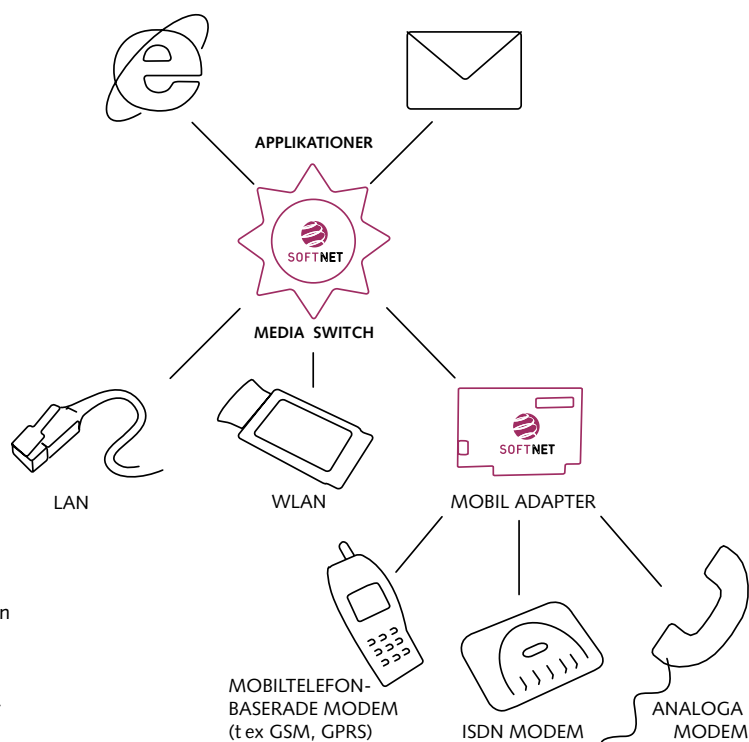 APPLIKATIONER
SOFTNET
MEDIA SWITCH
SOFTNET
LAN
WLAN
MOBIL ADAPTER
n
MOBILTELEFON-
BASERADE MODEM
(t ex GSM, GPRS)
ISDN MODEM
ANALOGA
MODEM